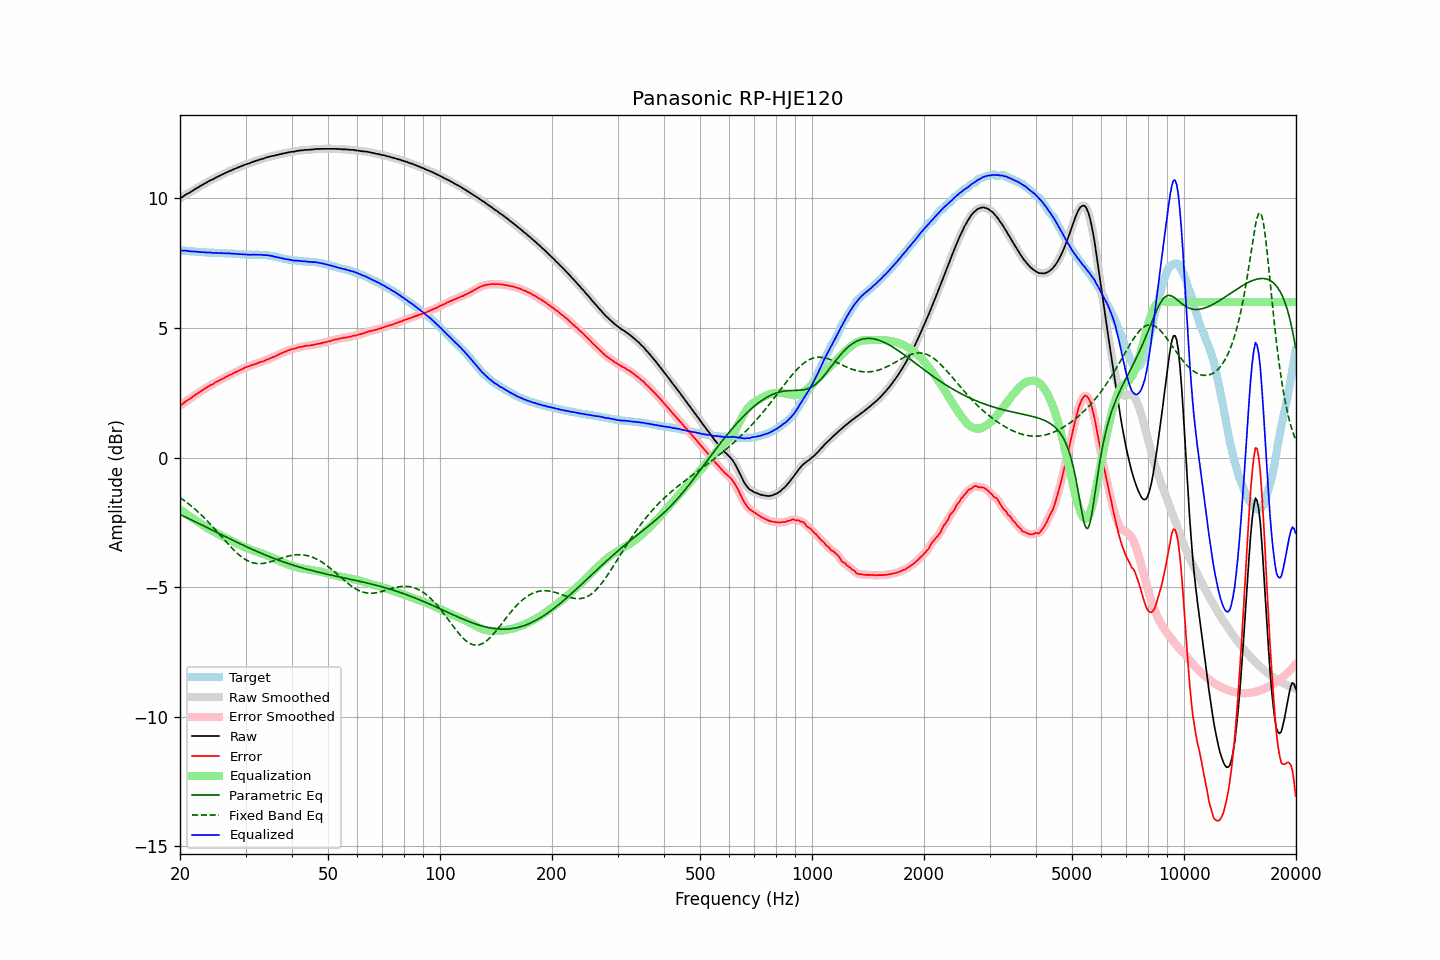 Panasonic RP-HJE120
Amplitude (dBr)
10
5
0
−5
−10
−15
Target
Raw Smoothed
Error Smoothed
Raw
Error
Equalization
Parametric Eq
Fixed Band Eq
Equalized
20
50
100
200
500
1000
2000
5000
10000
20000
Frequency (Hz)